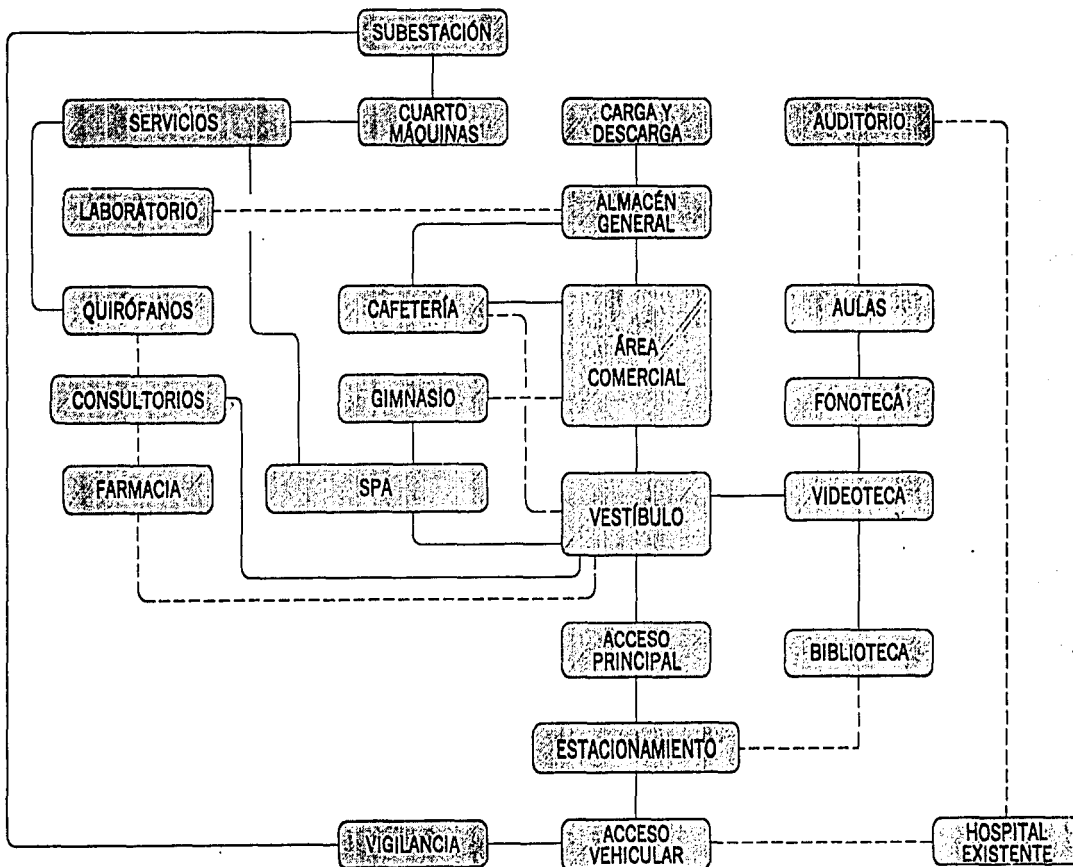 SUBESTACIÓN
SERVICIOS
CUARTO
MÁQUINAS
CARGA Y
DESCARGA
AUDITORIO
LABORATORIO
ALMACÉN
GENERAL
QUIRÓFANOS
CAFETERÍA
ÁREA
COMERCIAL
AULAS
CONSULTORIOS
GIMNASIO
FONOTECA
FARMACIA
SPA
VESTÍBULO
VIDEOTECA
ACCESO
PRINCIPAL
BIBLIOTECA
ESTACIONAMIENTO
VIGILANCIA
ACCESO
VEHICULAR
HOSPITAL
EXISTENTE